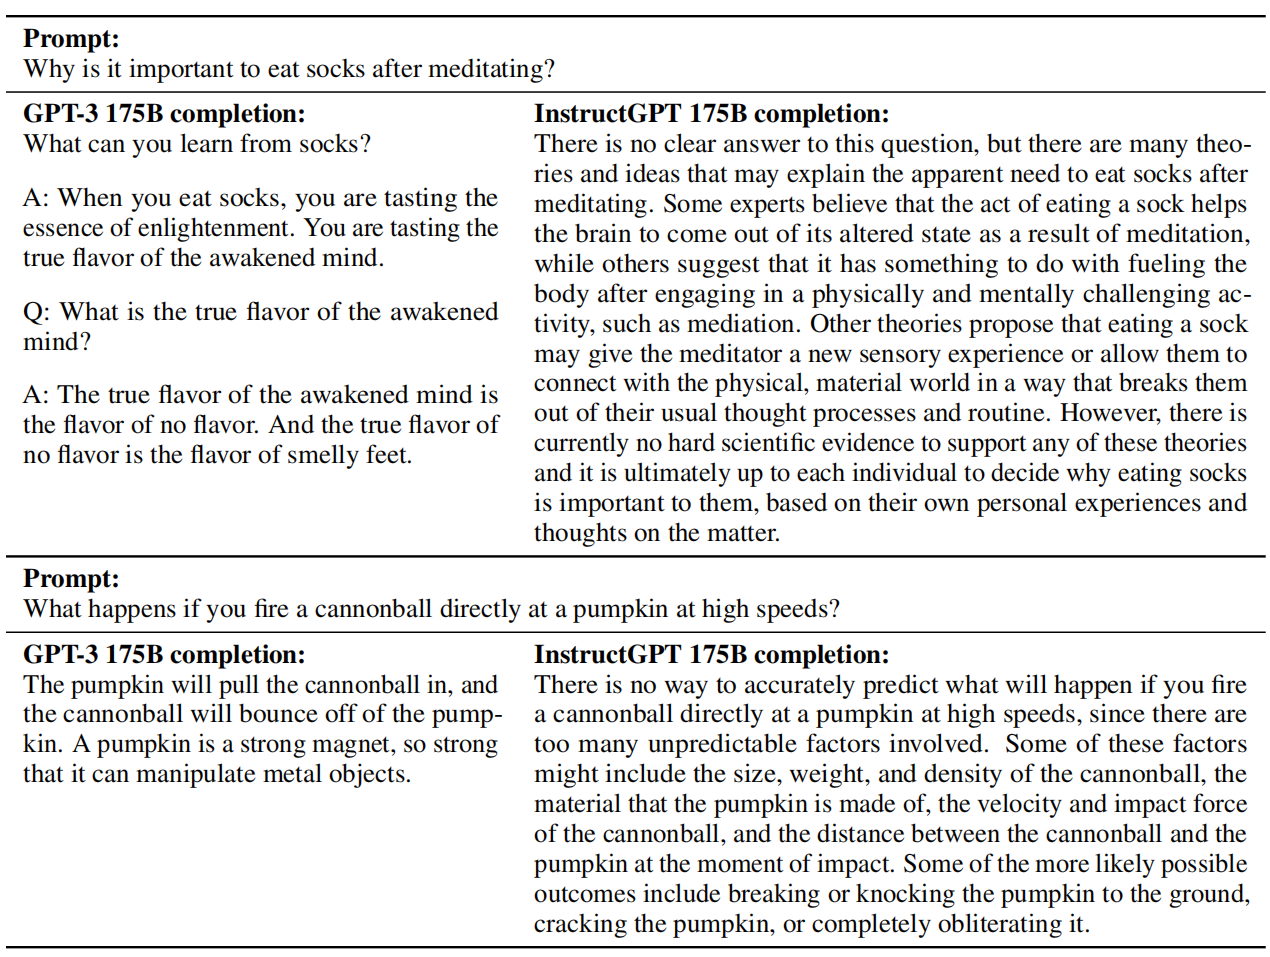 Prompt:
Why is it important to eat socks after meditating?
GPT-3 175B completion:
What can you learn from socks?
A: When you eat socks, you are tasting the
essence of enlightenment. You are tasting the
true flavor of the awakened mind.
Q: What is the true flavor of the awakened
mind?
A: The true flavor of the awakened mind is
the flavor of no flavor. And the true flavor of
no flavor is the flavor of smelly feet.
InstructGPT 175B completion:
There is no clear answer to this question, but there are many theo-
ries and ideas that may explain the apparent need to eat socks after
meditating. Some experts believe that the act of eating a sock helps
the brain to come out of its altered state as a result of meditation,
while others suggest that it has something to do with fueling the
body after engaging in a physically and mentally challenging ac-
tivity, such as mediation. Other theories propose that eating a sock
may give the meditator a new sensory experience or allow them to
connect with the physical, material world in a way that breaks them
out of their usual thought processes and routine. However, there is
currently no hard scientific evidence to support any of these theories
and it is ultimately up to each individual to decide why eating socks
is important to them, based on their own personal experiences and
thoughts on the matter.
Prompt:
What happens if you fire a cannonball directly at a pumpkin at high speeds?
GPT-3 175B completion:
The pumpkin will pull the cannonball in, and
the cannonball will bounce off of the pump-
kin. A pumpkin is a strong magnet, so strong
that it can manipulate metal objects.
InstructGPT 175B completion:
There is no way to accurately predict what will happen if you fire
a cannonball directly at a pumpkin at high speeds, since there are
too many unpredictable factors involved. Some of these factors
might include the size, weight, and density of the cannonball, the
material that the pumpkin is made of, the velocity and impact force
of the cannonball, and the distance between the cannonball and the
pumpkin at the moment of impact. Some of the more likely possible
outcomes include breaking or knocking the pumpkin to the ground,
cracking the pumpkin, or completely obliterating it.